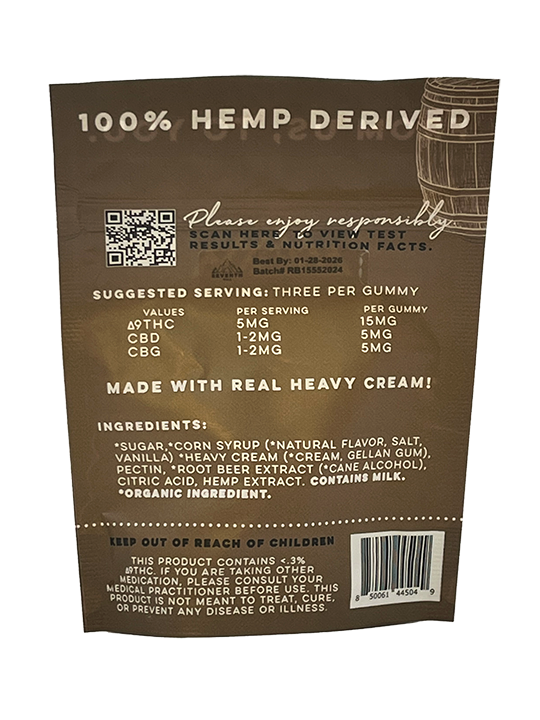 100% HEMP DERIVED
Please enjoy responsibly.
SCAN HERE TO VIEW TEST
RESULTS & NUTRITION FACTS.
Best By: 01-28-2026
Batch# RB15552024
SEVENTH
SUGGESTED SERVING: THREE PER GUMMY
VALUES PER SERVING PER GUMMY
Δ9THC 5MG 15MG
CBD 1-2MG 5MG
CBG 1-2MG 5MG
MADE WITH REAL HEAVY CREAM!
INGREDIENTS:
*SUGAR, *CORN SYRUP (*NATURAL FLAVOR, SALT,
VANILLA) *HEAVY CREAM (*CREAM, GELLAN GUM),
PECTIN, *ROOT BEER EXTRACT (*CANE ALCOHOL),
CITRIC ACID, HEMP EXTRACT. CONTAINS MILK.
*ORGANIC INGREDIENT.
KEEP OUT OF REACH OF CHILDREN
THIS PRODUCT CONTAINS <.3%
Δ9THC. IF YOU ARE TAKING OTHER
MEDICATION, PLEASE CONSULT YOUR
MEDICAL PRACTITIONER BEFORE USE. THIS
PRODUCT IS NOT MEANT TO TREAT, CURE,
OR PREVENT ANY DISEASE OR ILLNESS.
8 50061 44504 9